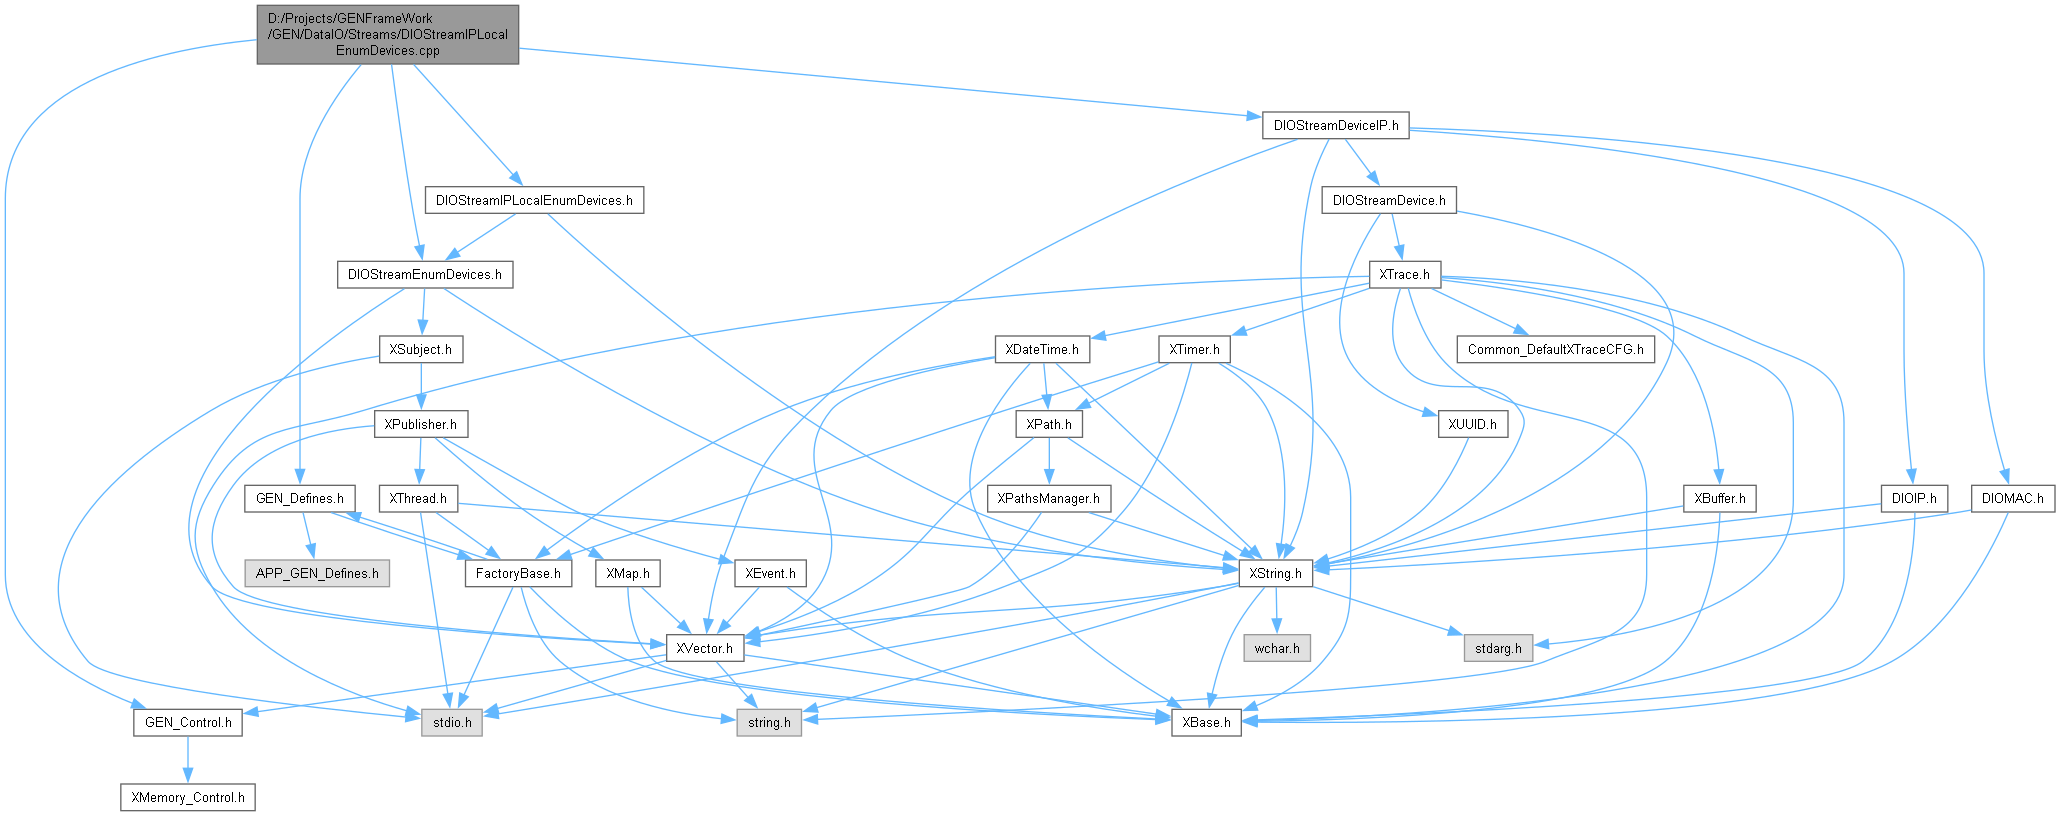 D:/Projects/GENFrameWork
/GEN/DataIO/Streams/DIOStreamIPLocal
EnumDevices.cpp
DIOStreamDeviceIP.h
DIOStreamIPLocalEnumDevices.h
DIOStreamDevice.h
DIOStreamEnumDevices.h
XTrace.h
XSubject.h
XDateTime.h
XTimer.h
Common_DefaultXTraceCFG.h
XPublisher.h
XPath.h
XUUID.h
GEN_Defines.h
XThread.h
XPathsManager.h
XBuffer.h
DIOIP.h
DIOMAC.h
APP_GEN_Defines.h
FactoryBase.h
XMap.h
XEvent.h
XString.h
XVector.h
wchar.h
stdarg.h
GEN_Control.h
stdio.h
string.h
XBase.h
XMemory_Control.h